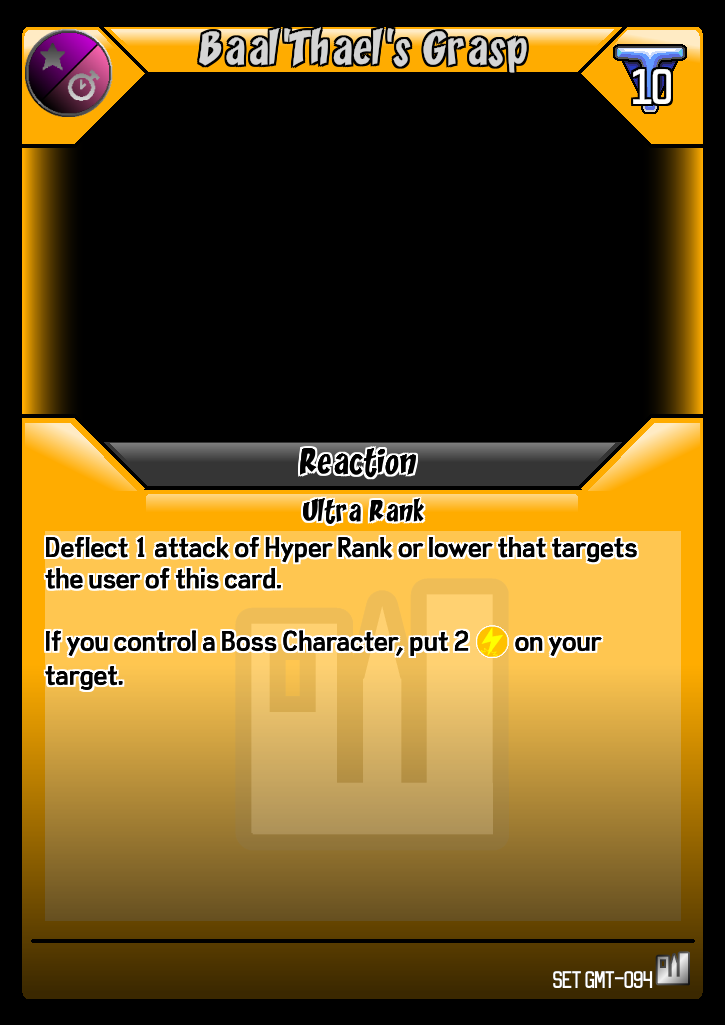 Baal'Thael's Grasp
10
Reaction
Ultra Rank
Deflect 1 attack of Hyper Rank or lower that targets
the user of this card.
If you control a Boss Character, put 2 on your
target.
SET GMT-094